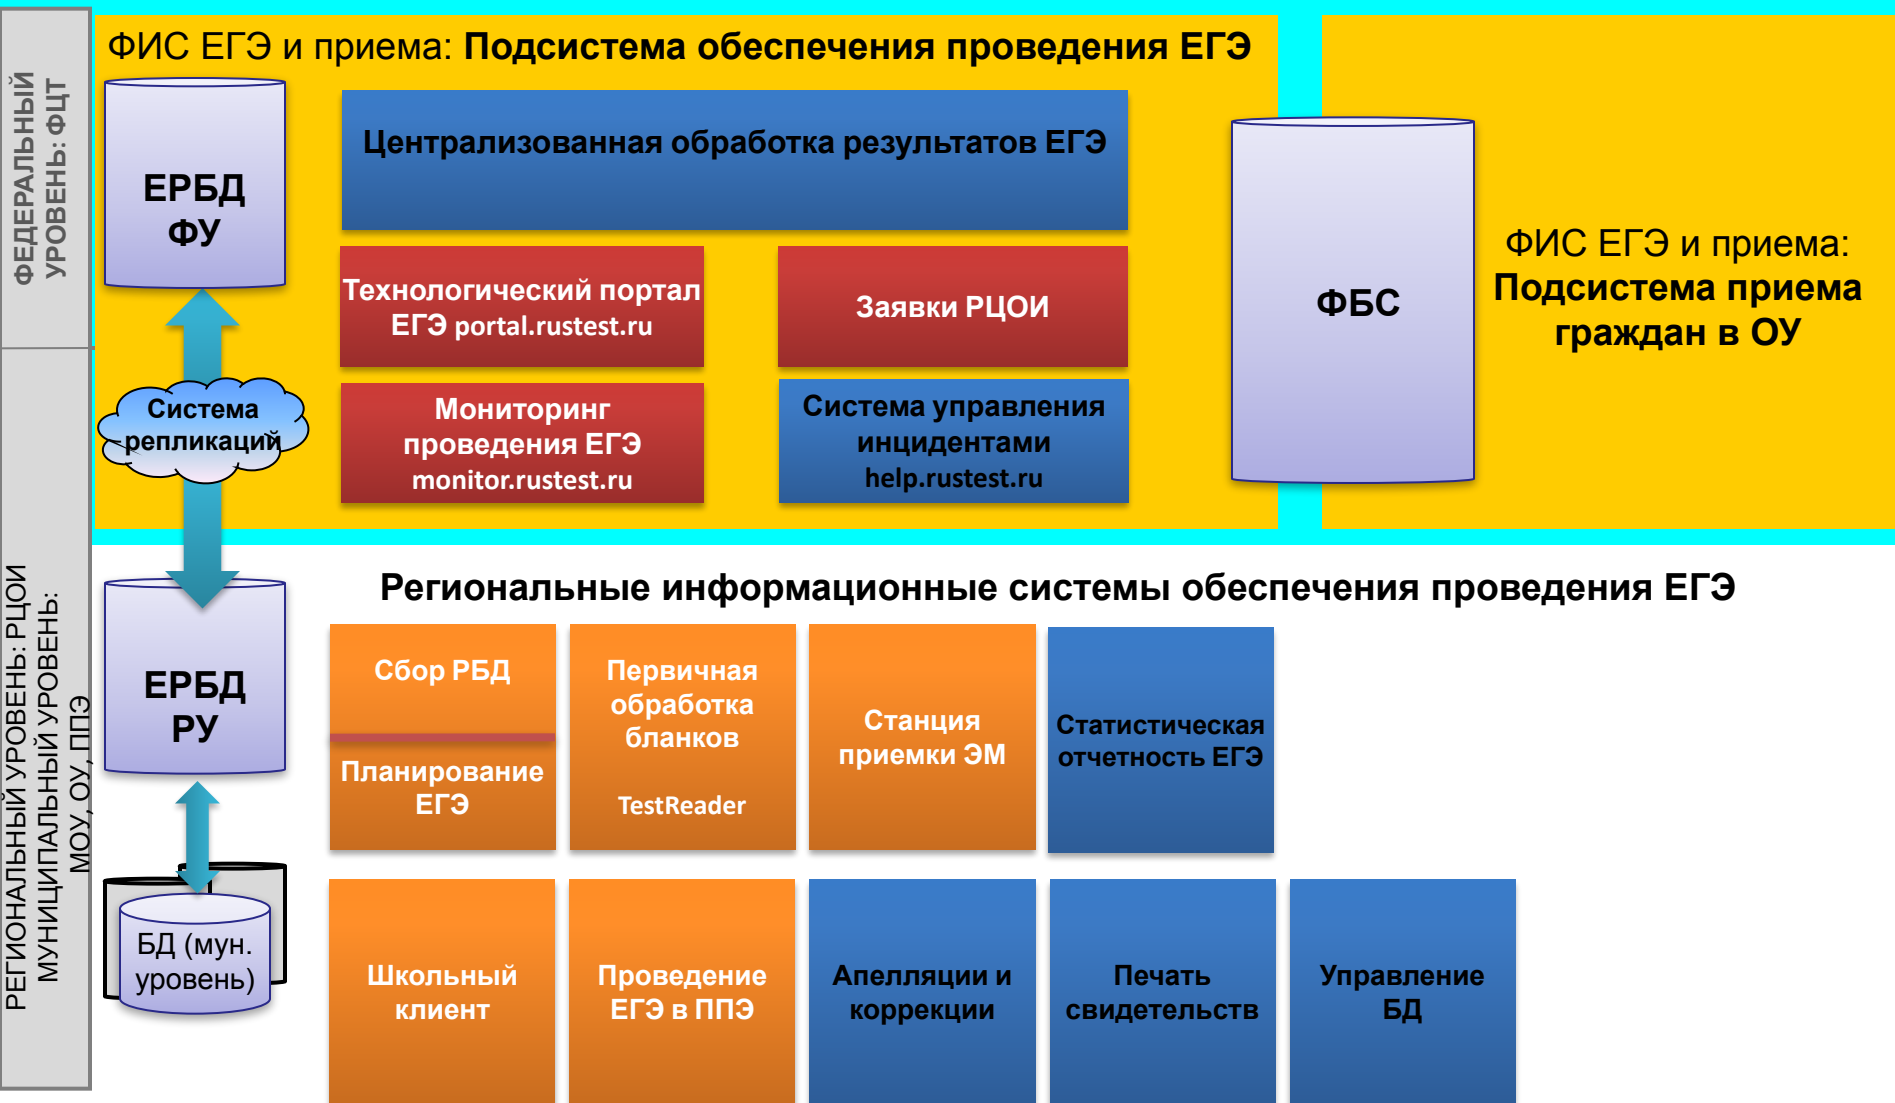 ФЕДЕРАЛЬНЫЙ
УРОВЕНЬ: ФЦТ
ФИС ЕГЭ и приема: Подсистема обеспечения проведения ЕГЭ
ЕРБД
ФУ
Централизованная обработка результатов ЕГЭ
Технологический портал
ЕГЭ portal.rustest.ru
Заявки РЦОИ
Мониторинг
проведения ЕГЭ
monitor.rustest.ru
Система управления
инцидентами
help.rustest.ru
ФБС
ФИС ЕГЭ и приема:
Подсистема приема
граждан в ОУ
Система
репликаций
РЕГИОНАЛЬНЫЙ УРОВЕНЬ: РЦОИ
МУНИЦИПАЛЬНЫЙ УРОВЕНЬ:
МОУ, ОУ, ППЭ
Региональные информационные системы обеспечения проведения ЕГЭ
ЕРБД
РУ
Сбор РБД
Планирование
ЕГЭ
Первичная
обработка
бланков
TestReader
Станция
приемки ЭМ
Статистическая
отчетность ЕГЭ
БД (мун.
уровень)
Школьный
клиент
Проведение
ЕГЭ в ППЭ
Апелляции и
коррекции
Печать
свидетельств
Управление
БД